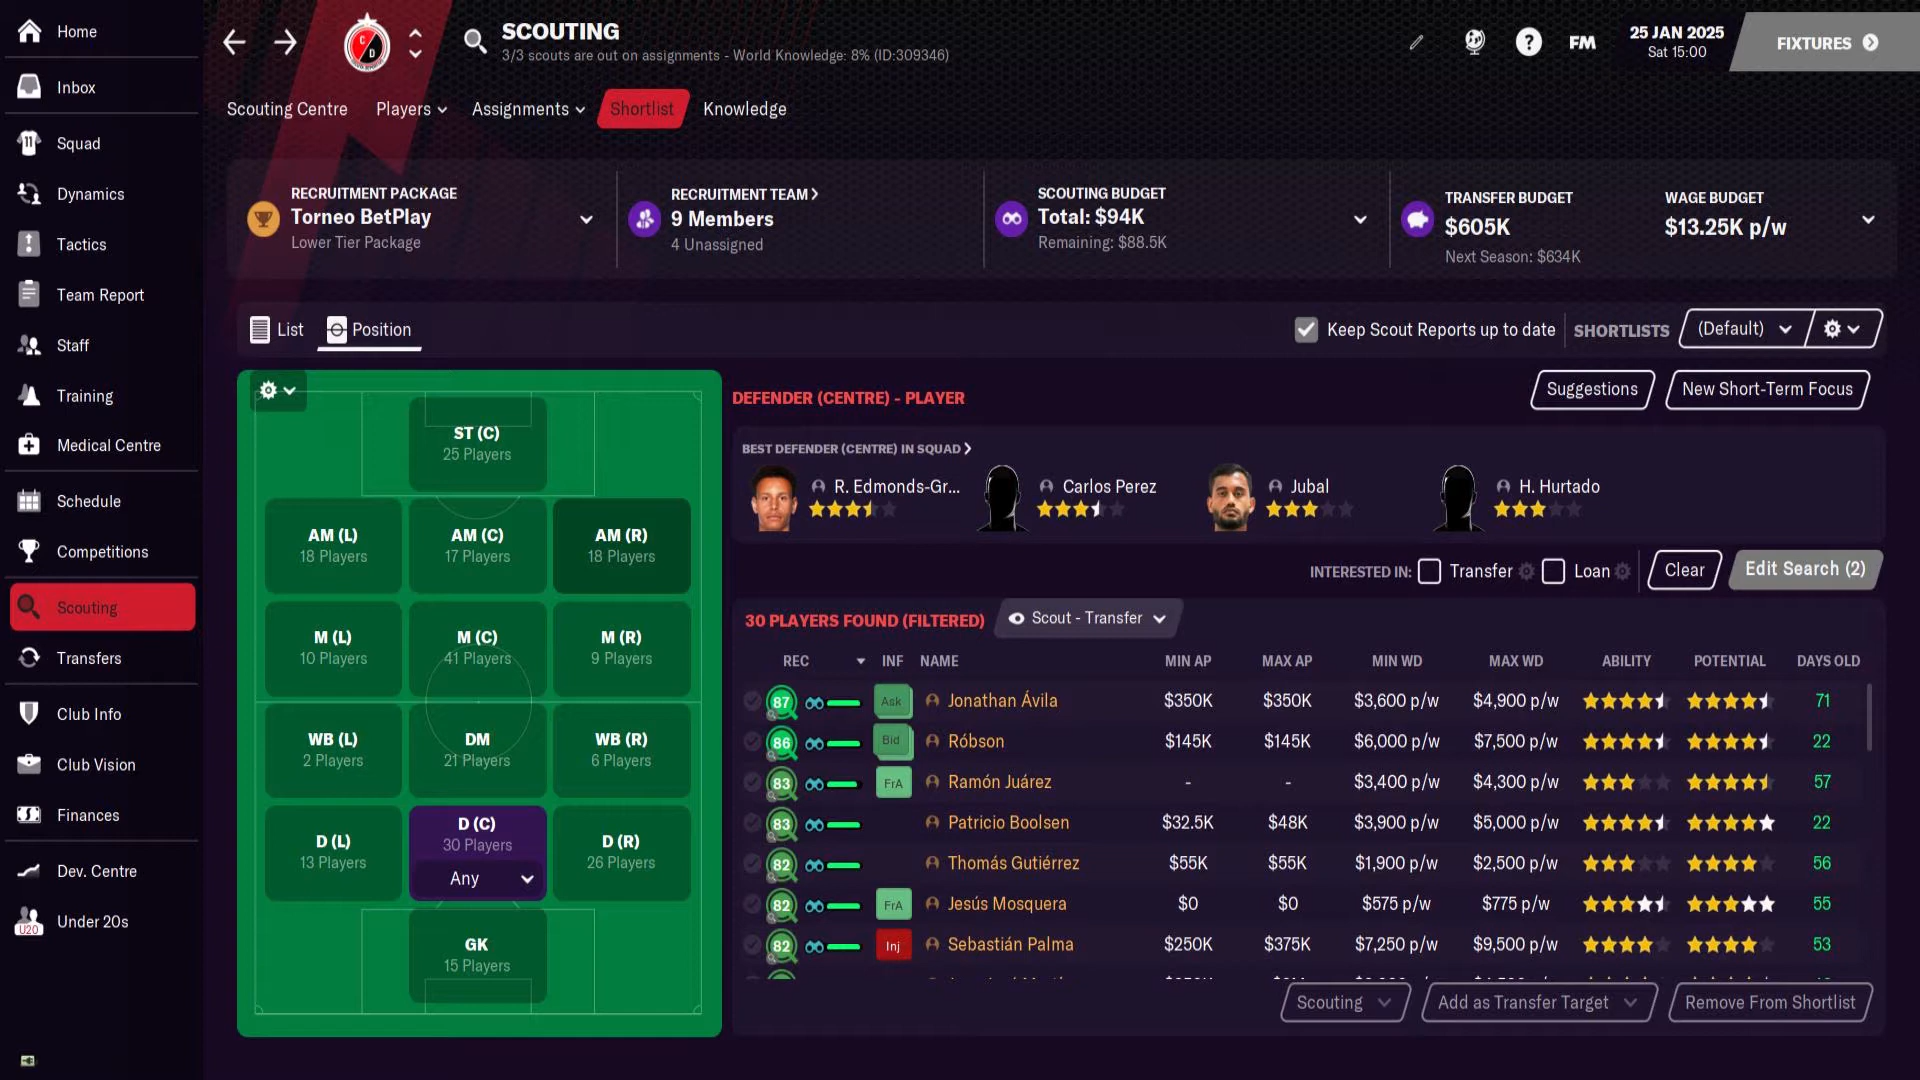 Home
Inbox
Squad
Dynamics
Tactics
Team Report
Staff
Training
Medical Centre
Schedule
Competitions
Scouting
Transfers
Club Info
Club Vision
Finances
Dev. Centre
U20
Under 20s
SCOUTING
3/3 scouts are out on assignments - World Knowledge: 8% (ID:309346)
FM
25 JAN 2025
Sat 15:00
FIXTURES
Scouting Centre
Players
Assignments
Shortlist
Knowledge
RECRUITMENT PACKAGE
Torneo BetPlay
Lower Tier Package
RECRUITMENT TEAM
9 Members
4 Unassigned
SCOUTING BUDGET
Total: $94K
Remaining: $88.5K
TRANSFER BUDGET
$605K
Next Season: $634K
WAGE BUDGET
$13.25K p/w
List
Position
Keep Scout Reports up to date
SHORTLISTS
(Default)
ST (C)
25 Players
AM (L)
18 Players
AM (C)
17 Players
AM (R)
18 Players
M (L)
10 Players
M (C)
41 Players
M (R)
9 Players
WB (L)
2 Players
DM
21 Players
WB (R)
6 Players
D (L)
13 Players
D (C)
30 Players
Any
D (R)
26 Players
GK
15 Players
DEFENDER (CENTRE) - PLAYER
Suggestions
New Short-Term Focus
BEST DEFENDER (CENTRE) IN SQUAD
R. Edmonds-Gr...
Carlos Perez
Jubal
H. Hurtado
INTERESTED IN:
Transfer
Loan
Clear
Edit Search (2)
30 PLAYERS FOUND (FILTERED)
Scout - Transfer
REC INF NAME MIN AP MAX AP MIN WD MAX WD ABILITY POTENTIAL DAYS OLD
87 Ask Jonathan Ávila $350K $350K $3,600 p/w $4,900 p/w 71
86 Bid Róbson $145K $145K $6,000 p/w $7,500 p/w 22
83 FrA Ramón Juárez - - $3,400 p/w $4,300 p/w 57
83 Patricio Boolsen $32.5K $48K $3,900 p/w $5,000 p/w 22
82 Thomás Gutiérrez $55K $55K $1,900 p/w $2,500 p/w 56
82 FrA Jesús Mosquera $0 $0 $575 p/w $775 p/w 55
82 Inj Sebastián Palma $250K $375K $7,250 p/w $9,500 p/w 53
Scouting
Add as Transfer Target
Remove From Shortlist